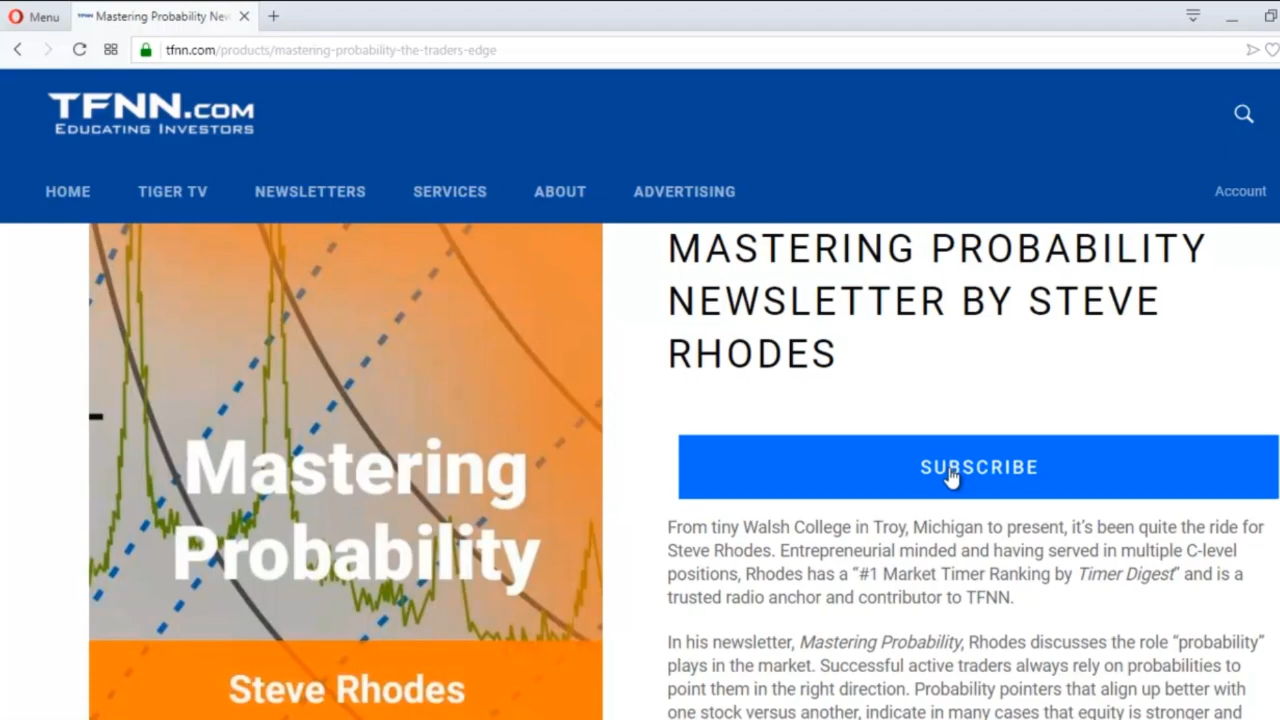 Menu
Mastering Probability New
tfnn.com/products/mastering-probability-the-traders-edge
TFNN.COM
EDUCATING INVESTORS
HOME TIGER TV NEWSLETTERS SERVICES ABOUT ADVERTISING Account
MASTERING PROBABILITY
NEWSLETTER BY STEVE
RHODES
Mastering
Probability
Steve Rhodes
SUBSCRIBE
From tiny Walsh College in Troy, Michigan to present, it's been quite the ride for
Steve Rhodes. Entrepreneurial minded and having served in multiple C-level
positions, Rhodes has a “#1 Market Timer Ranking by Timer Digest” and is a
trusted radio anchor and contributor to TFNN.
In his newsletter, Mastering Probability, Rhodes discusses the role “probability”
plays in the market. Successful active traders always rely on probabilities to
point them in the right direction. Probability pointers that align up better with
one stock versus another, indicate in many cases that equity is stronger and